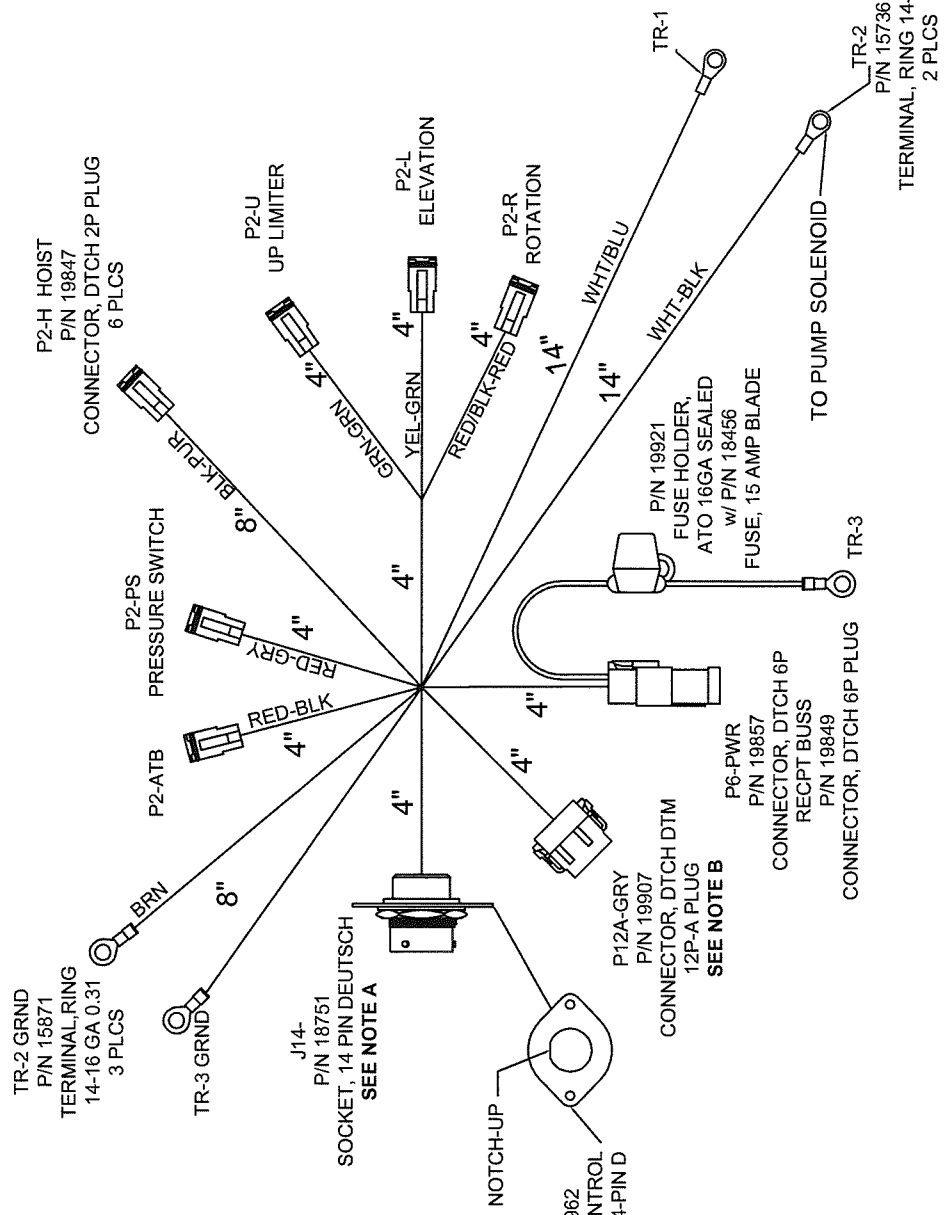 P2-H HOIST
P/N 19847
CONNECTOR, DTCH 2P PLUG
6 PLCS
P2-U
UP LIMITER
P2-L
ELEVATION
P2-R
ROTATION
TR-1
TR-2
P/N 15736
TERMINAL, RING 14-
2 PLCS
P2-PS
PRESSURE SWITCH
P2-ATB
TR-2 GRND
P/N 15871
TERMINAL,RING
14-16 GA 0.31
3 PLCS
TR-3 GRND
BRN
8"
RED-BLK
4"
RED-GRY
4"
BLK-PUR
8"
GRN-GRN
4"
YEL-GRN
4"
RED/BLK-RED
4"
4"
WHT/BLU
14"
WHT-BLK
14"
TO PUMP SOLENOID
P/N 19921
FUSE HOLDER,
ATO 16GA SEALED
w/ P/N 18456
FUSE, 15 AMP BLADE
TR-3
4"
P6-PWR
P/N 19857
CONNECTOR, DTCH 6P
RECPT BUSS
P/N 19849
CONNECTOR, DTCH 6P PLUG
4"
P12A-GRY
P/N 19907
CONNECTOR, DTCH DTM
12P-A PLUG
SEE NOTE B
4"
J14-
P/N 18751
SOCKET, 14 PIN DEUTSCH
SEE NOTE A
NOTCH-UP
962
NTROL
4-PIN D